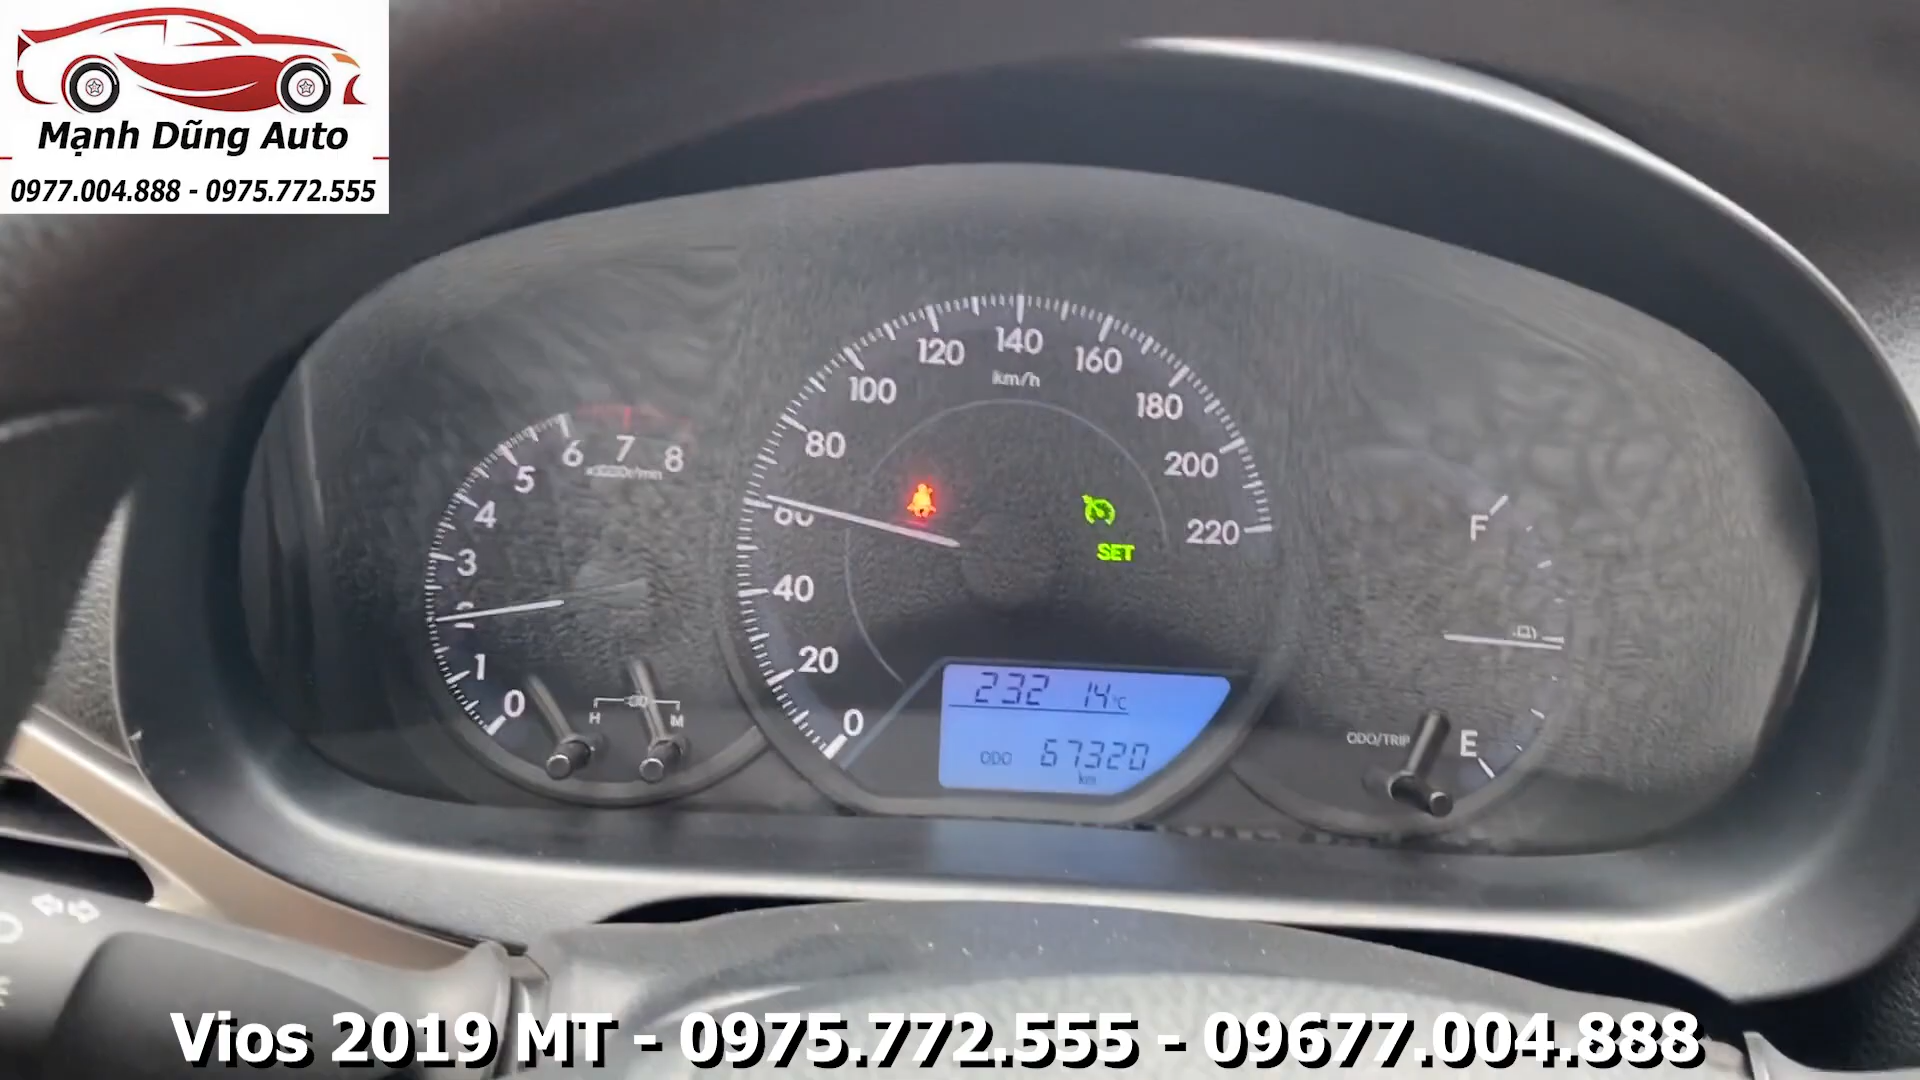 Mạnh Dũng Auto
0977.004.888 - 0975.772.555
0 1 2 3 4 5 6 7 8
H M
0 20 40 60 80 100 120 140 160 180 200 220
km/h
SET
232 14°C
ODO 67320
km
F
E
ODO/TRIP
Vios 2019 MT - 0975.772.555 - 09677.004.888